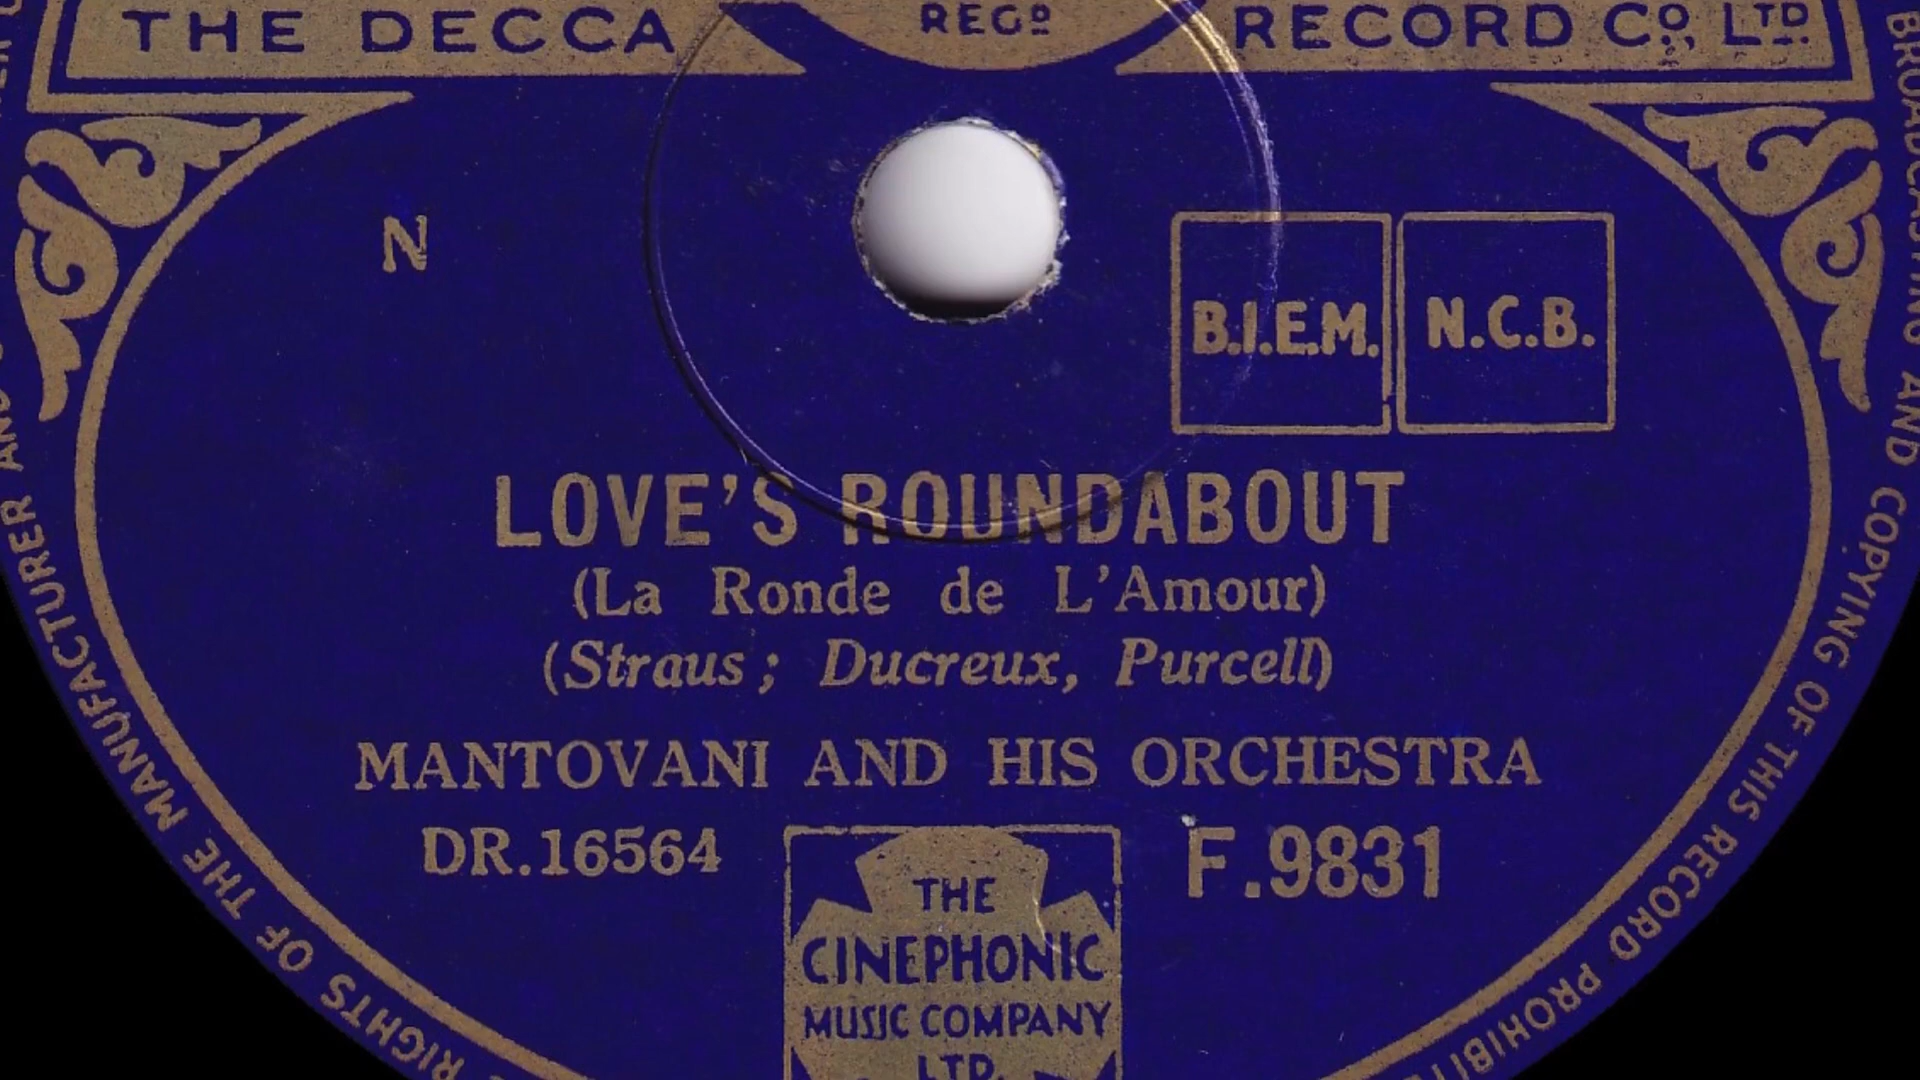 THE DECCA
REGD
RECORD CO., LTD.
N
B.I.E.M.
N.C.B.
LOVE'S ROUNDABOUT
(La Ronde de L'Amour)
(Straus; Ducreux, Purcell)
MANTOVANI AND HIS ORCHESTRA
DR.16564
F.9831
THE
CINEPHONIC
MUSIC COMPANY
LTD.
RIGHTS OF THE MANUFACTURER AND
BROADCASTING AND COPYING OF THIS RECORD